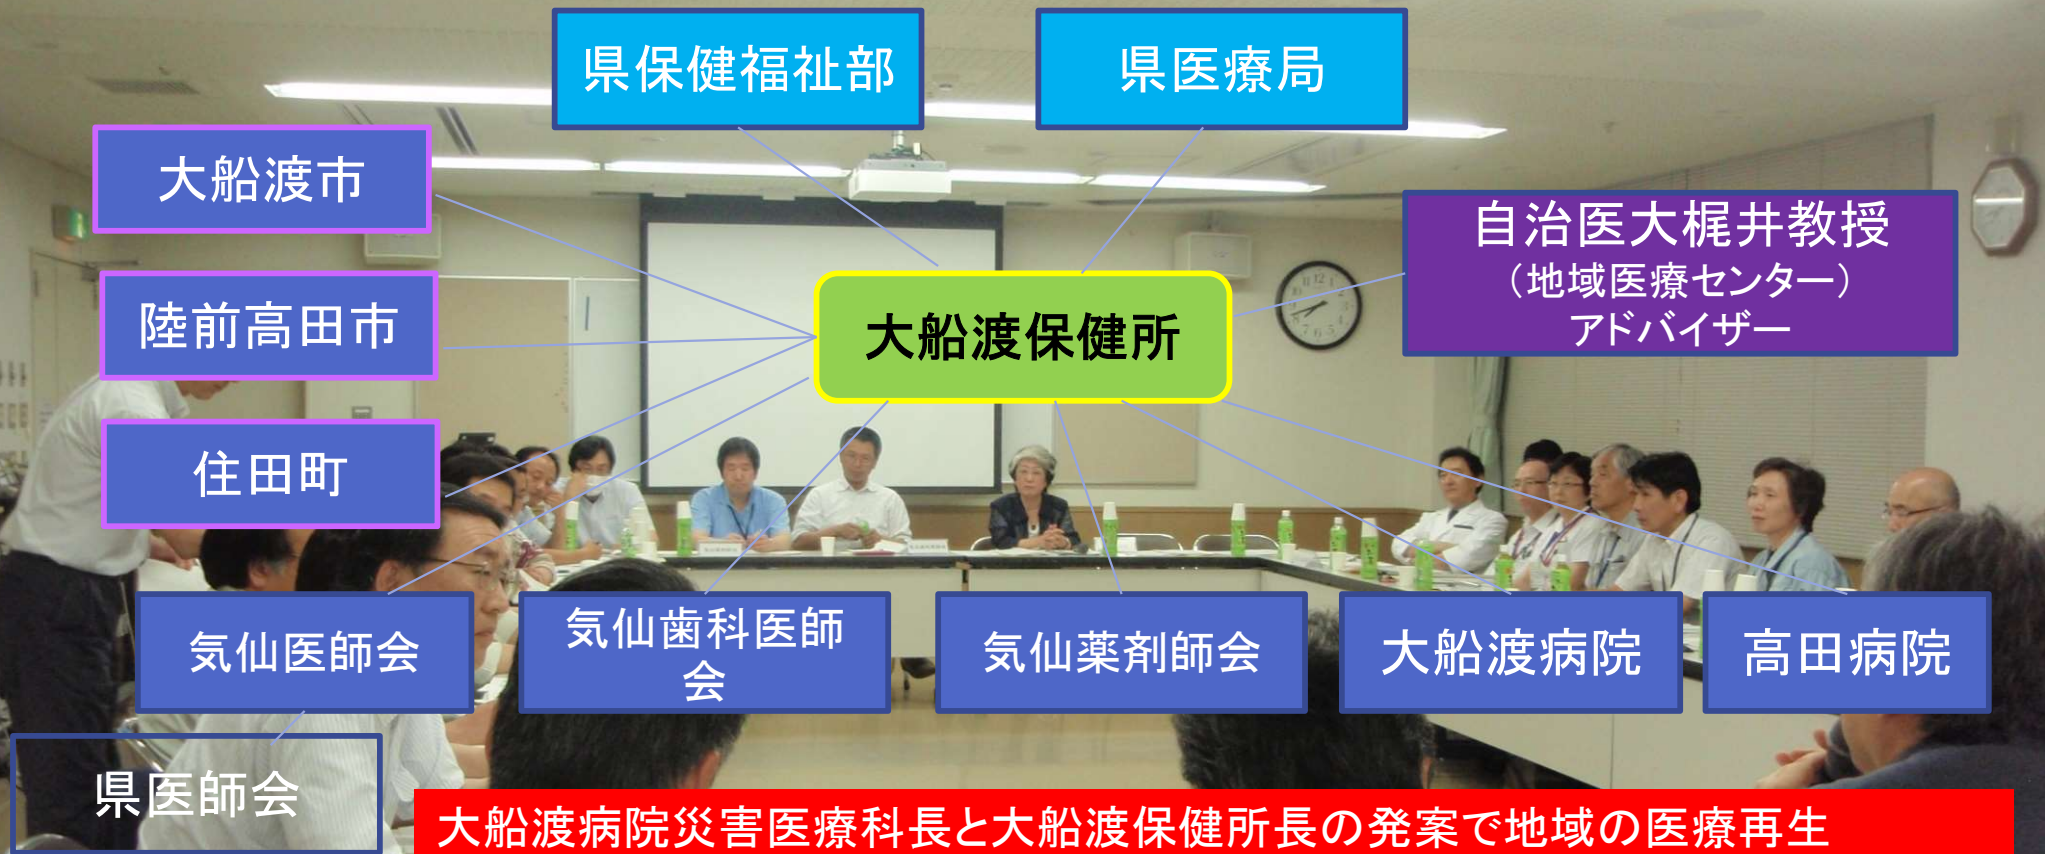 県保健福祉部
県医療局
大船渡市
自治医大梶井教授
（地域医療センター）
アドバイザー
陸前高田市
大船渡保健所
住田町
気仙医師会
気仙歯科医師
会
気仙薬剤師会
大船渡病院
高田病院
県医師会
大船渡病院災害医療科長と大船渡保健所長の発案で地域の医療再生